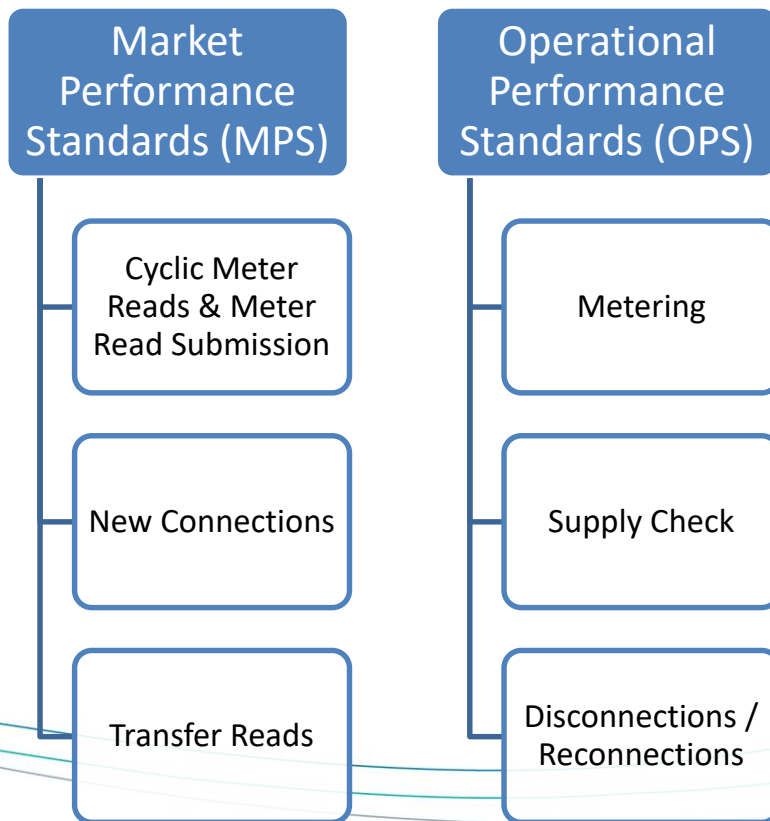 Market
Performance
Standards (MPS)
Cyclic Meter
Reads & Meter
Read Submission
New Connections
Transfer Reads
Operational
Performance
Standards (OPS)
Metering
Supply Check
Disconnections /
Reconnections